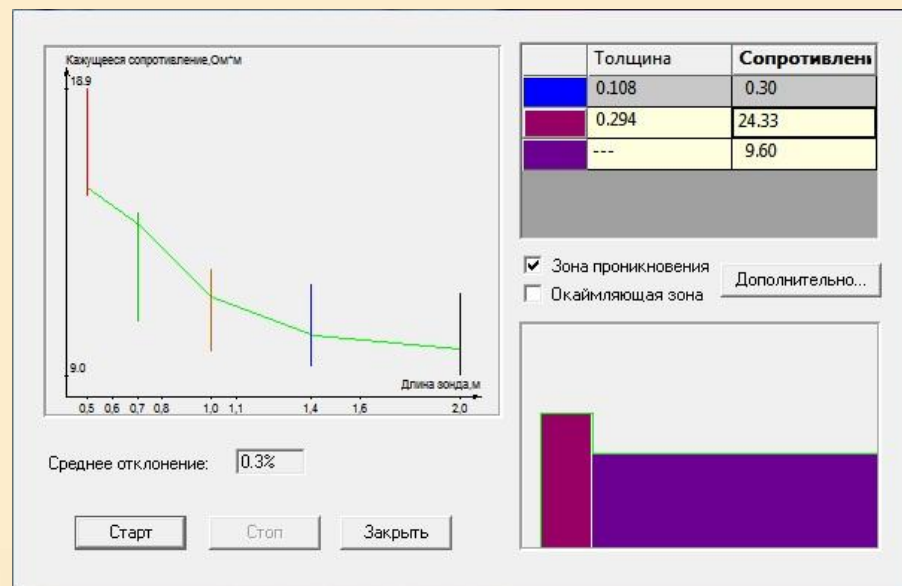 Кажущееся сопротивление,Ом*м
18.9
9.0
Длина зонда,м
0,5 0,6 0,7 0,8 1,0 1,1 1,4 1,6 2,0
Среднее отклонение: 0.3%
Старт Стоп Закрыть
Толщина Сопротивлени
0.108 0.30
0.294 24.33
--- 9.60
Зона проникновения
Окаймляющая зона
Дополнительно...